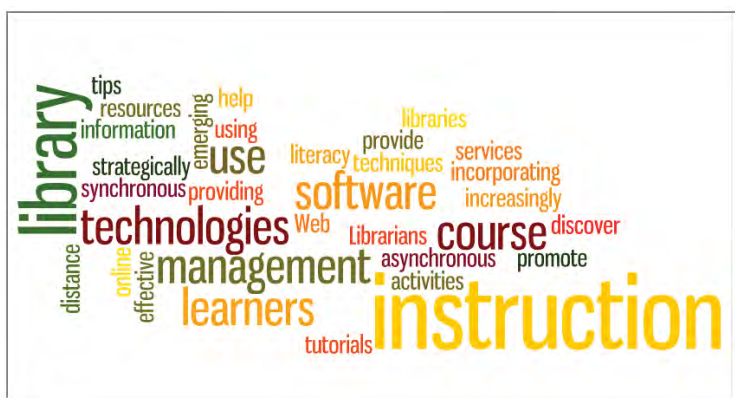 library
tips
resources
information
emerging
help
using
use
strategically
synchronous
providing
technologies
distance
online
effective
management
learners
libraries
provide
literacy
techniques
services
incorporating
software
increasingly
Web
Librarians
course
discover
asynchronous
promote
activities
instruction
tutorials